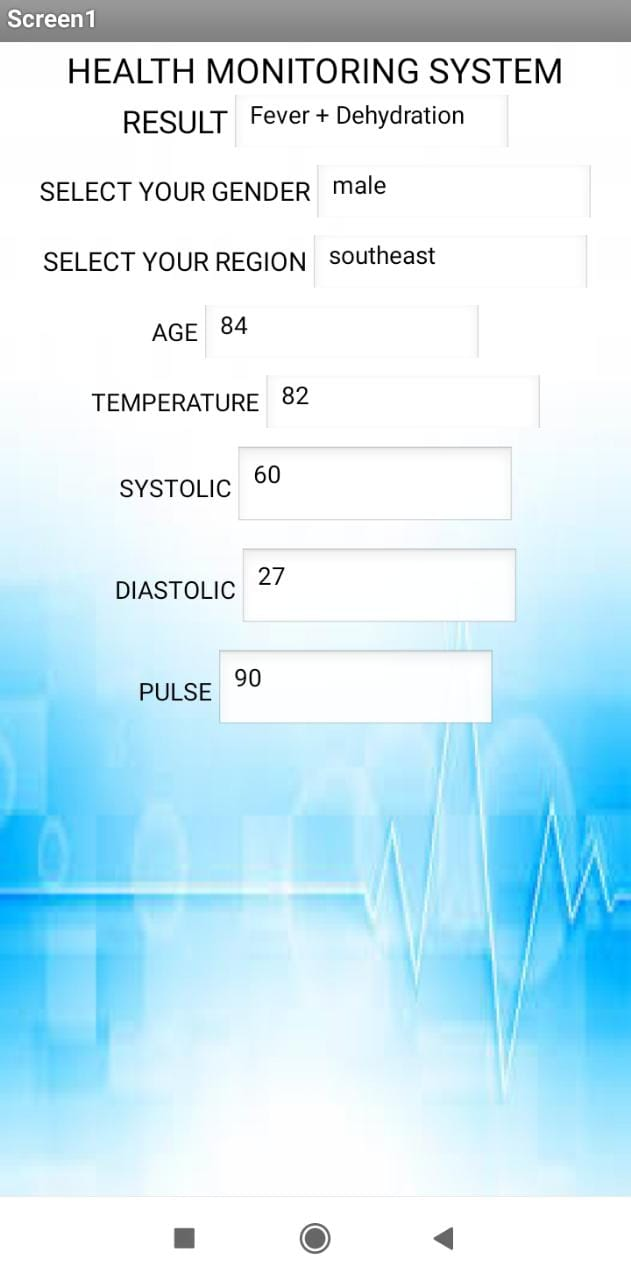 Screen1
HEALTH MONITORING SYSTEM
RESULT Fever + Dehydration
SELECT YOUR GENDER male
SELECT YOUR REGION southeast
AGE 84
TEMPERATURE 82
SYSTOLIC 60
DIASTOLIC 27
PULSE 90